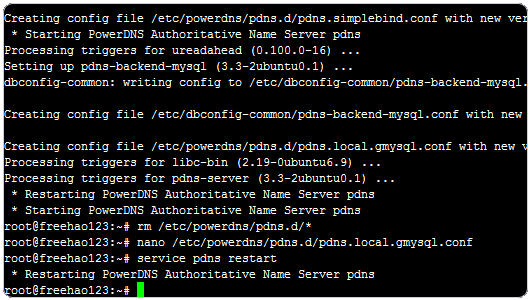 Creating config file /etc/powerdns/pdns.d/pdns.simplebind.conf with new ver
 * Starting PowerDNS Authoritative Name Server pdns
Processing triggers for ureadahead (0.100.0-16) ...
Setting up pdns-backend-mysql (3.3-2ubuntu0.1) ...
dbconfig-common: writing config to /etc/dbconfig-common/pdns-backend-mysql.
Creating config file /etc/dbconfig-common/pdns-backend-mysql.conf with new
Creating config file /etc/powerdns/pdns.d/pdns.local.gmysql.conf with new v
Processing triggers for libc-bin (2.19-0ubuntu6.9) ...
Processing triggers for pdns-server (3.3-2ubuntu0.1) ...
 * Restarting PowerDNS Authoritative Name Server pdns
 * Starting PowerDNS Authoritative Name Server pdns
root@freehao123:~# rm /etc/powerdns/pdns.d/*
root@freehao123:~# nano /etc/powerdns/pdns.d/pdns.local.gmysql.conf
root@freehao123:~# service pdns restart
 * Restarting PowerDNS Authoritative Name Server pdns
root@freehao123:~#